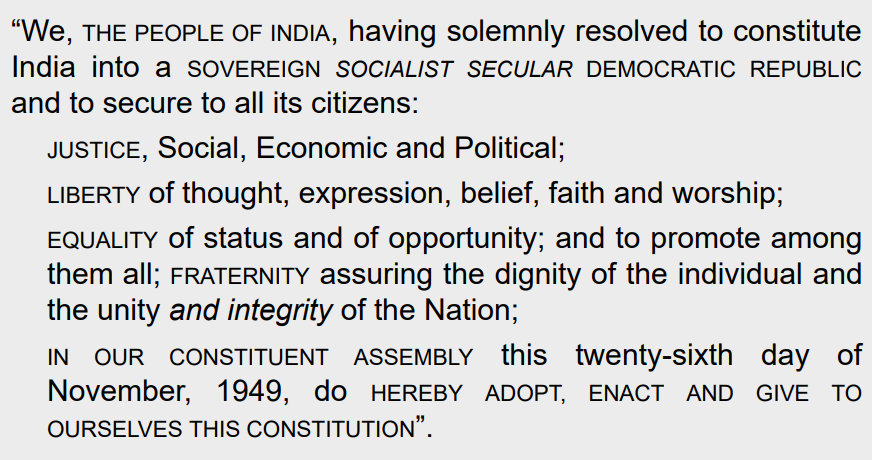 “We, THE PEOPLE OF INDIA, having solemnly resolved to constitute
India into a SOVEREIGN SOCIALIST SECULAR DEMOCRATIC REPUBLIC
and to secure to all its citizens:
JUSTICE, Social, Economic and Political;
LIBERTY of thought, expression, belief, faith and worship;
EQUALITY of status and of opportunity; and to promote among
them all; FRATERNITY assuring the dignity of the individual and
the unity and integrity of the Nation;
IN OUR CONSTITUENT ASSEMBLY this twenty-sixth day of
November, 1949, do HEREBY ADOPT, ENACT AND GIVE TO
OURSELVES THIS CONSTITUTION”.